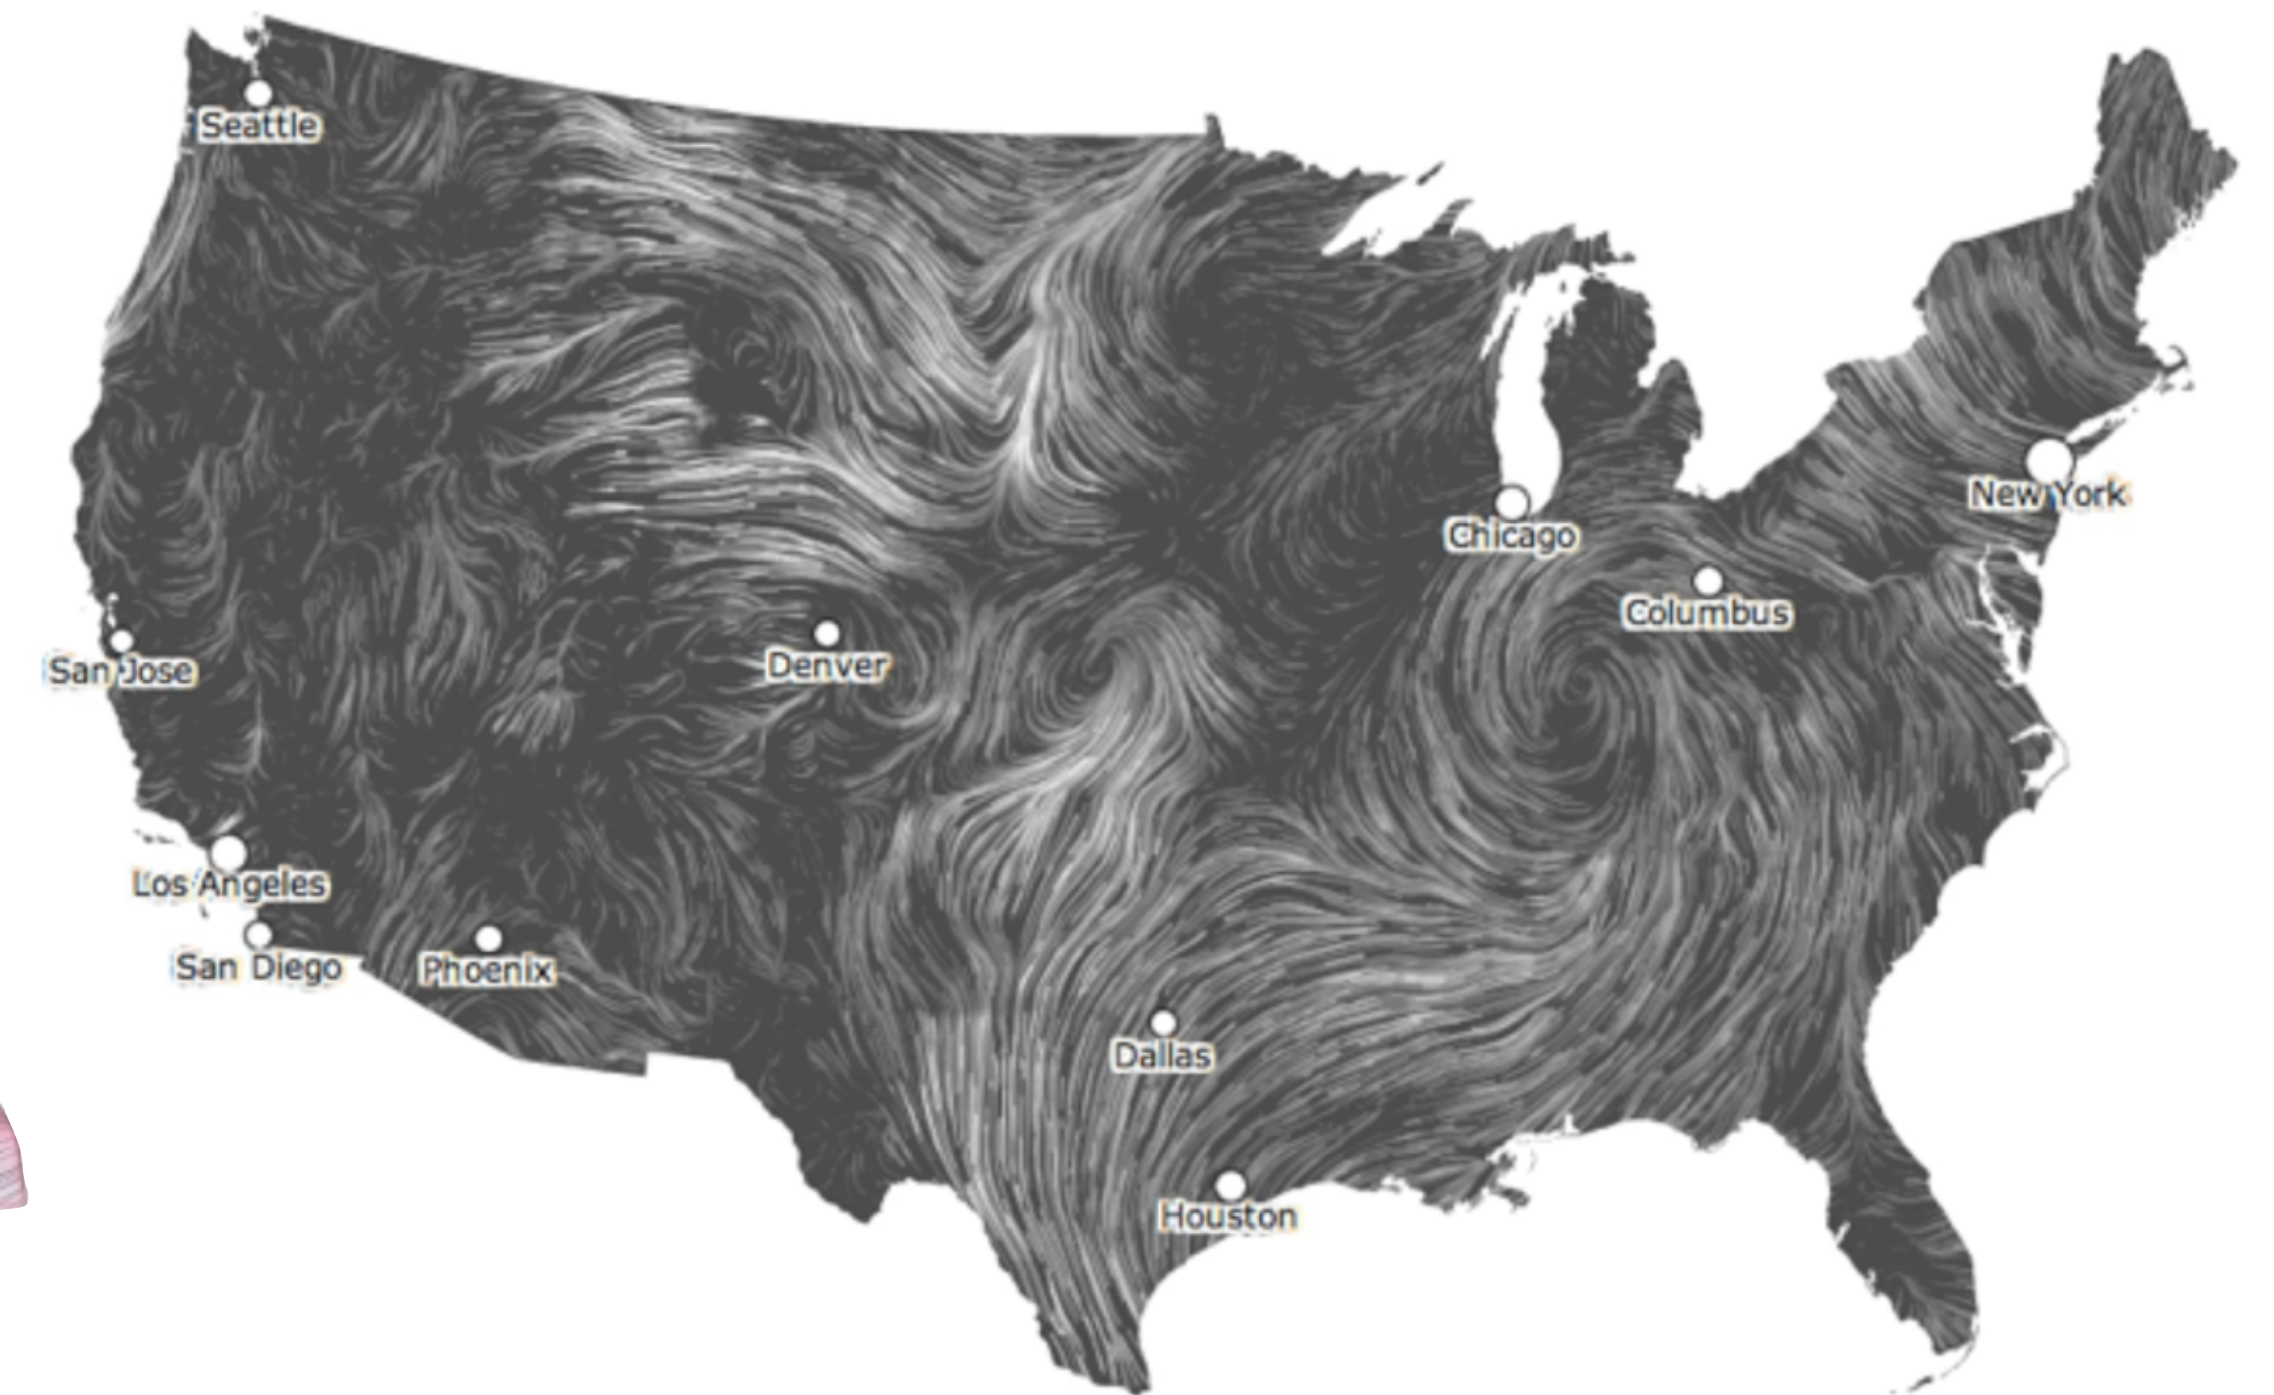 Seattle
New York
Chicago
Columbus
San Jose
Denver
Los Angeles
San Diego
Phoenix
Dallas
Houston